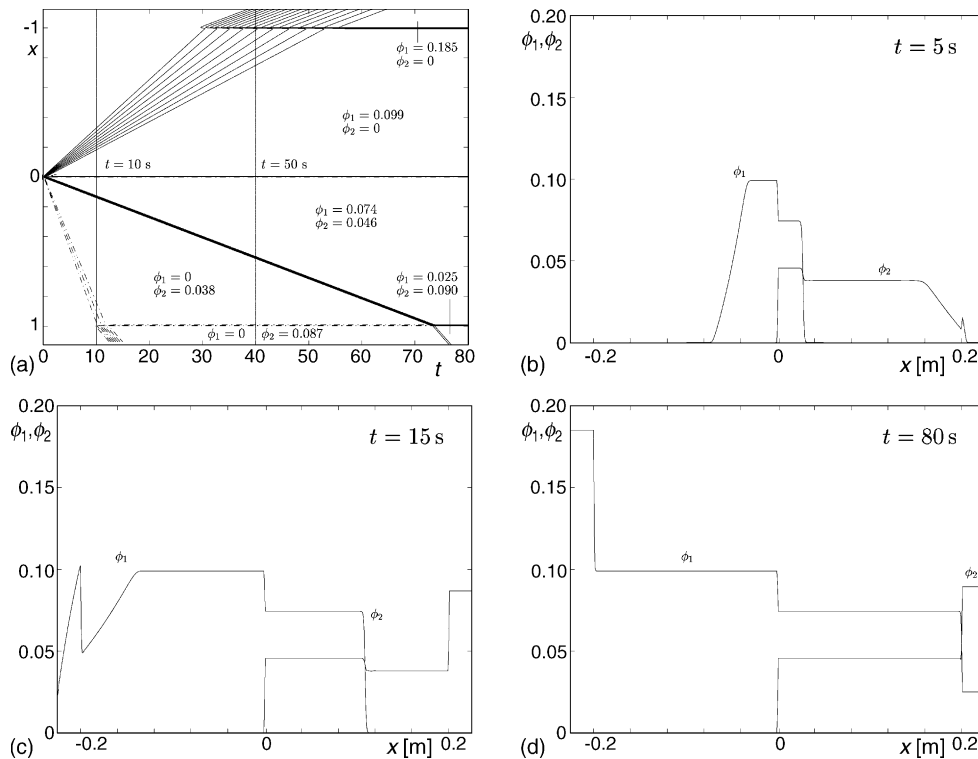 -1
x
0
1
ϕ₁ = 0.185
ϕ₂ = 0
ϕ₁ = 0.099
ϕ₂ = 0
t = 10 s
t = 50 s
ϕ₁ = 0.074
ϕ₂ = 0.046
ϕ₁ = 0
ϕ₂ = 0.038
ϕ₁ = 0.025
ϕ₂ = 0.090
ϕ₁ = 0
ϕ₂ = 0.087
0 10 20 30 40 50 60 70 80
(a)
t
0.20
ϕ₁,ϕ₂
t = 5 s
0.15
ϕ₁
0.10
ϕ₂
0.05
0
-0.2 0 0.2
(b)
x [m]
0.20
ϕ₁,ϕ₂
t = 15 s
0.15
ϕ₁
0.10
ϕ₂
0.05
0
-0.2 0 0.2
(c)
x [m]
0.20
ϕ₁,ϕ₂
t = 80 s
0.15
ϕ₁
ϕ₂
0.10
0.05
0
-0.2 0 0.2
(d)
x [m]